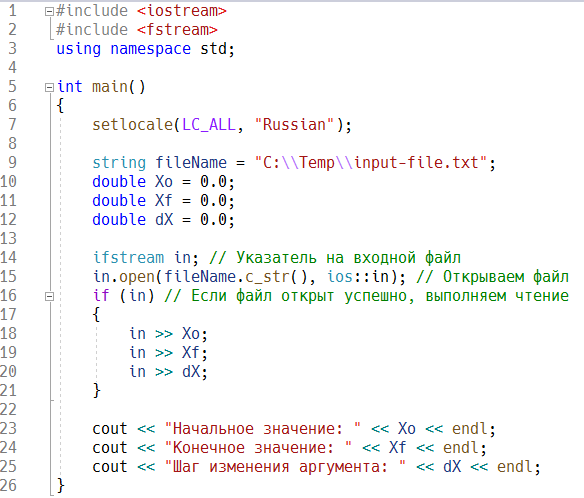 1 #include <iostream>
2 #include <fstream>
3 using namespace std;
4
5 int main()
6 {
7 setlocale(LC_ALL, "Russian");
8
9 string fileName = "C:\\Temp\\input-file.txt";
10 double Xo = 0.0;
11 double Xf = 0.0;
12 double dX = 0.0;
13
14 ifstream in; // Указатель на входной файл
15 in.open(fileName.c_str(), ios::in); // Открываем файл
16 if (in) // Если файл открыт успешно, выполняем чтение
17 {
18 in >> Xo;
19 in >> Xf;
20 in >> dX;
21 }
22
23 cout << "Начальное значение: " << Xo << endl;
24 cout << "Конечное значение: " << Xf << endl;
25 cout << "Шаг изменения аргумента: " << dX << endl;
26 }